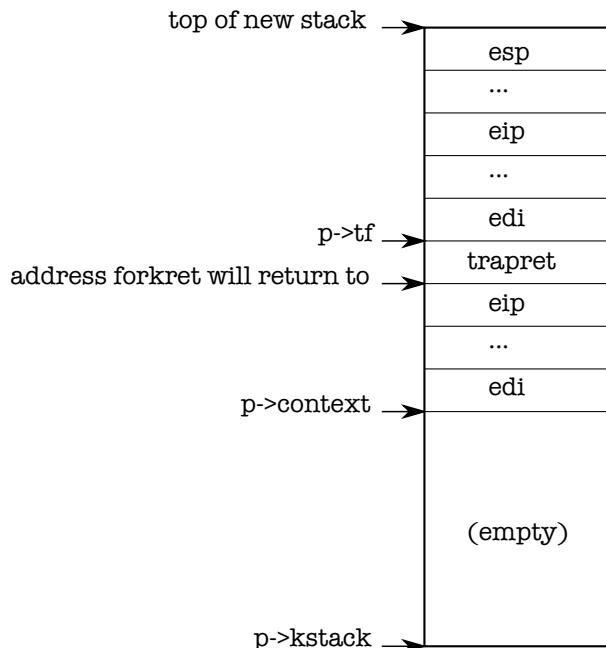 top of new stack
esp
...
eip
...
edi
p->tf
trapret
address forkret will return to
eip
...
edi
p->context
(empty)
p->kstack